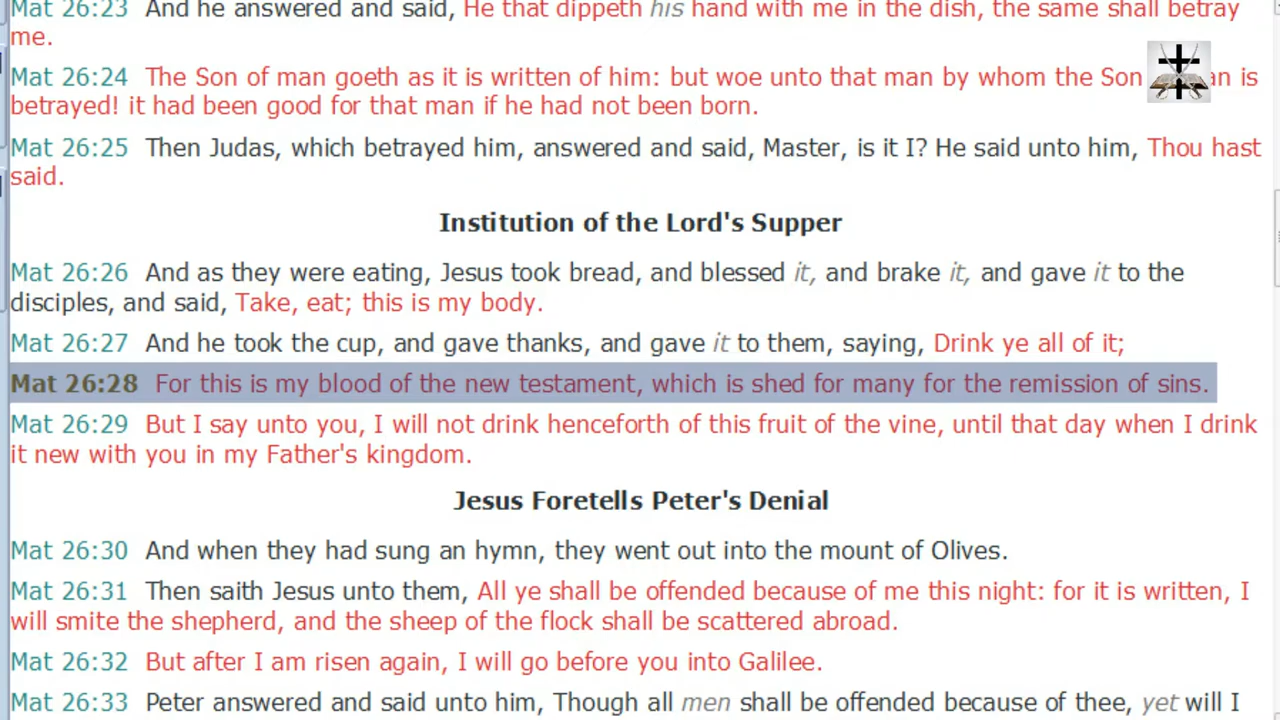 Mat 26:23 And he answered and said, He that dippeth his hand with me in the dish, the same shall betray
me.
Mat 26:24 The Son of man goeth as it is written of him: but woe unto that man by whom the Son an is
betrayed! it had been good for that man if he had not been born.
Mat 26:25 Then Judas, which betrayed him, answered and said, Master, is it I? He said unto him, Thou hast
said.
Institution of the Lord's Supper
Mat 26:26 And as they were eating, Jesus took bread, and blessed it, and brake it, and gave it to the
disciples, and said, Take, eat; this is my body.
Mat 26:27 And he took the cup, and gave thanks, and gave it to them, saying, Drink ye all of it;
Mat 26:28 For this is my blood of the new testament, which is shed for many for the remission of sins.
Mat 26:29 But I say unto you, I will not drink henceforth of this fruit of the vine, until that day when I drink
it new with you in my Father's kingdom.
Jesus Foretells Peter's Denial
Mat 26:30 And when they had sung an hymn, they went out into the mount of Olives.
Mat 26:31 Then saith Jesus unto them, All ye shall be offended because of me this night: for it is written, I
will smite the shepherd, and the sheep of the flock shall be scattered abroad.
Mat 26:32 But after I am risen again, I will go before you into Galilee.
Mat 26:33 Peter answered and said unto him, Though all men shall be offended because of thee, yet will I